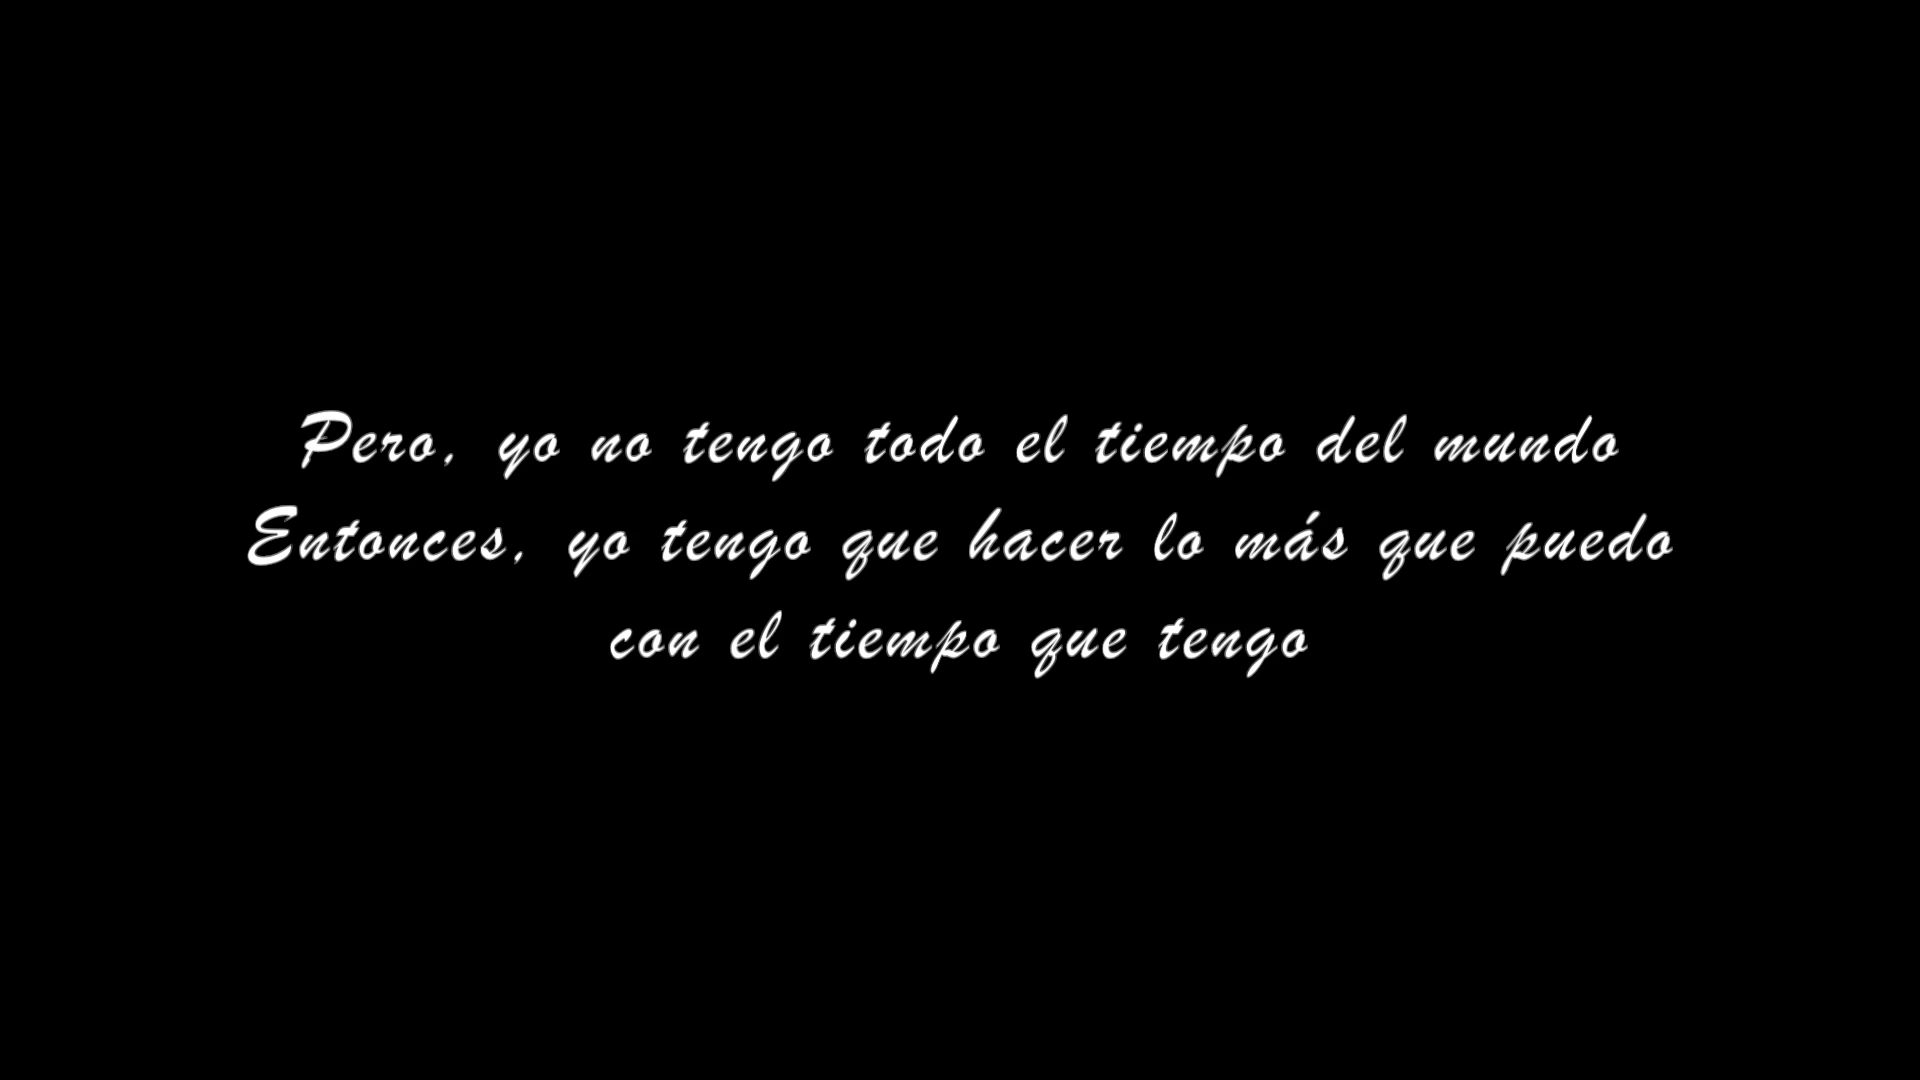 Pero, yo no tengo todo el tiempo del mundo
Entonces, yo tengo que hacer lo más que puedo
con el tiempo que tengo